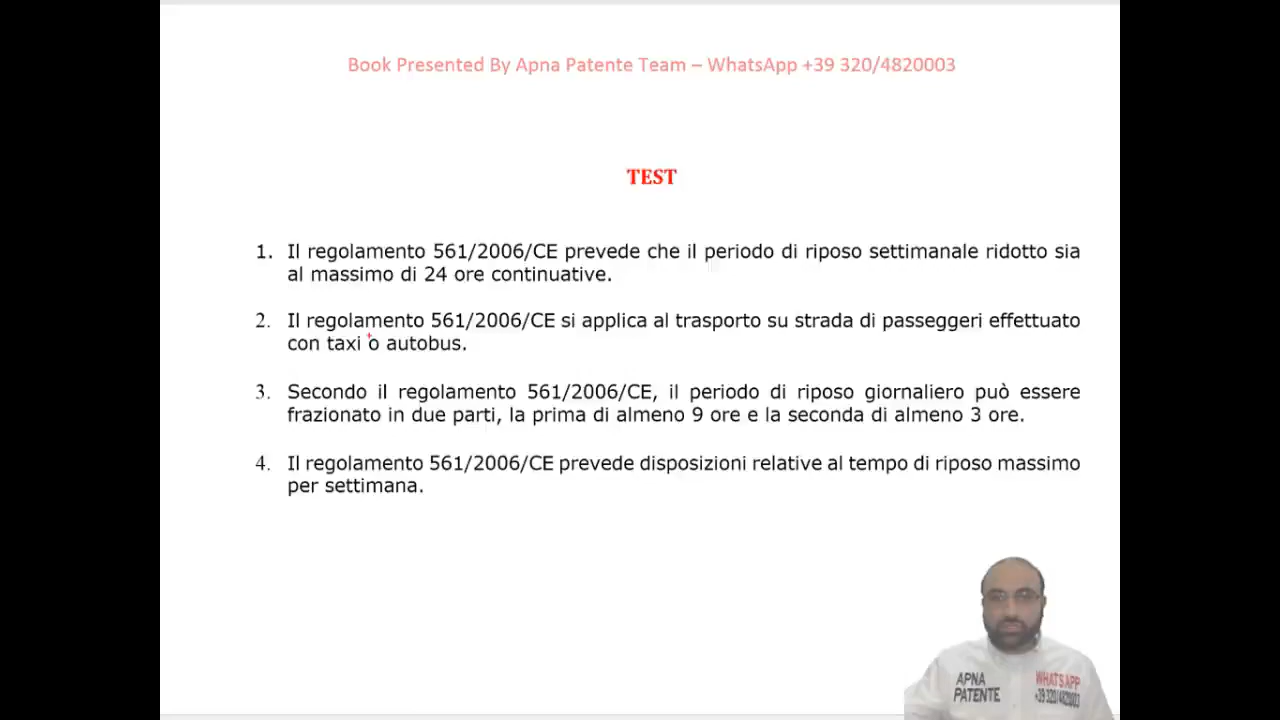 Book Presented By Apna Patente Team – WhatsApp +39 320/4820003
TEST
1. Il regolamento 561/2006/CE prevede che il periodo di riposo settimanale ridotto sia
al massimo di 24 ore continuative.
2. Il regolamento 561/2006/CE si applica al trasporto su strada di passeggeri effettuato
con taxi o autobus.
3. Secondo il regolamento 561/2006/CE, il periodo di riposo giornaliero può essere
frazionato in due parti, la prima di almeno 9 ore e la seconda di almeno 3 ore.
4. Il regolamento 561/2006/CE prevede disposizioni relative al tempo di riposo massimo
per settimana.
APNA
PATENTE
WHATSAPP
+39 320/4820003